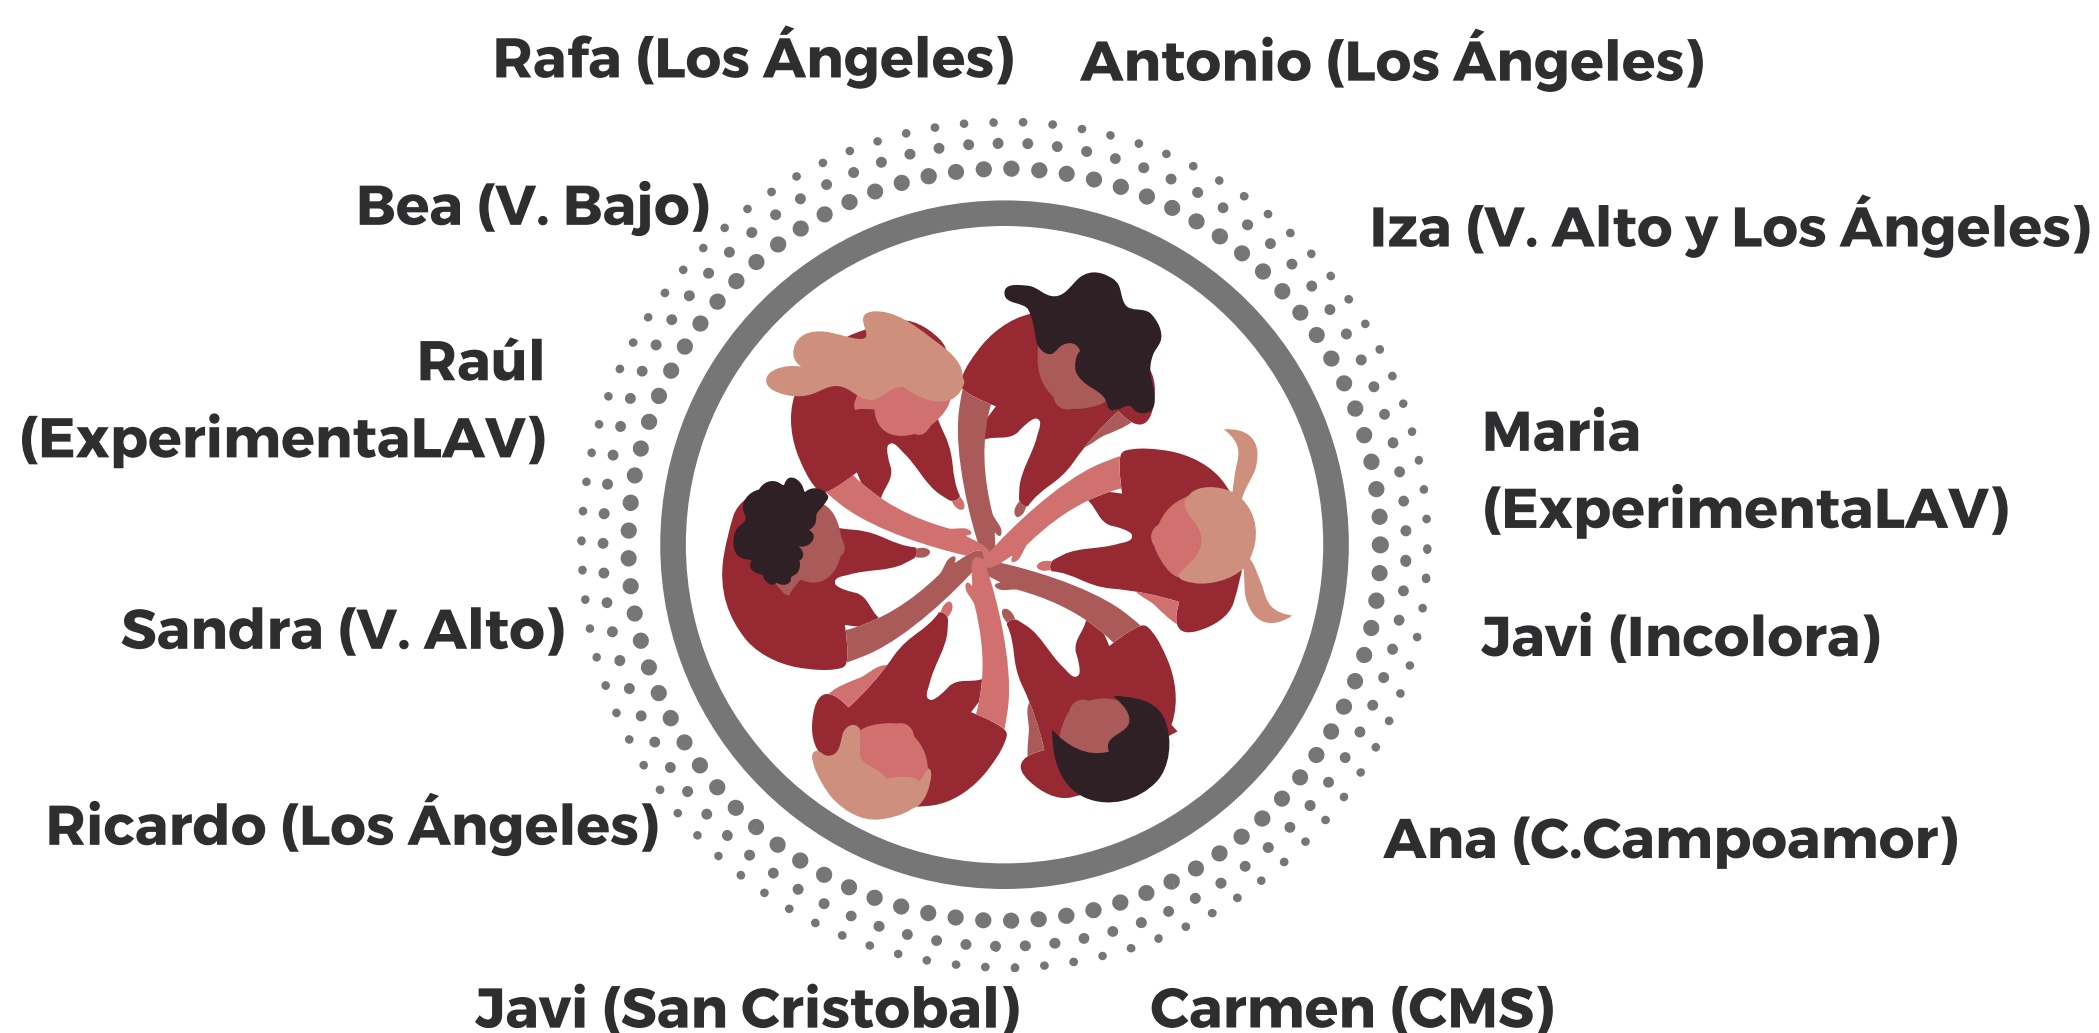 Rafa (Los Ángeles)
Antonio (Los Ángeles)
Bea (V. Bajo)
Iza (V. Alto y Los Ángeles)
Raúl
(ExperimentaLAV)
Maria
(ExperimentaLAV)
Sandra (V. Alto)
Javi (Incolora)
Ricardo (Los Ángeles)
Ana (C.Campoamor)
Javi (San Cristobal)
Carmen (CMS)